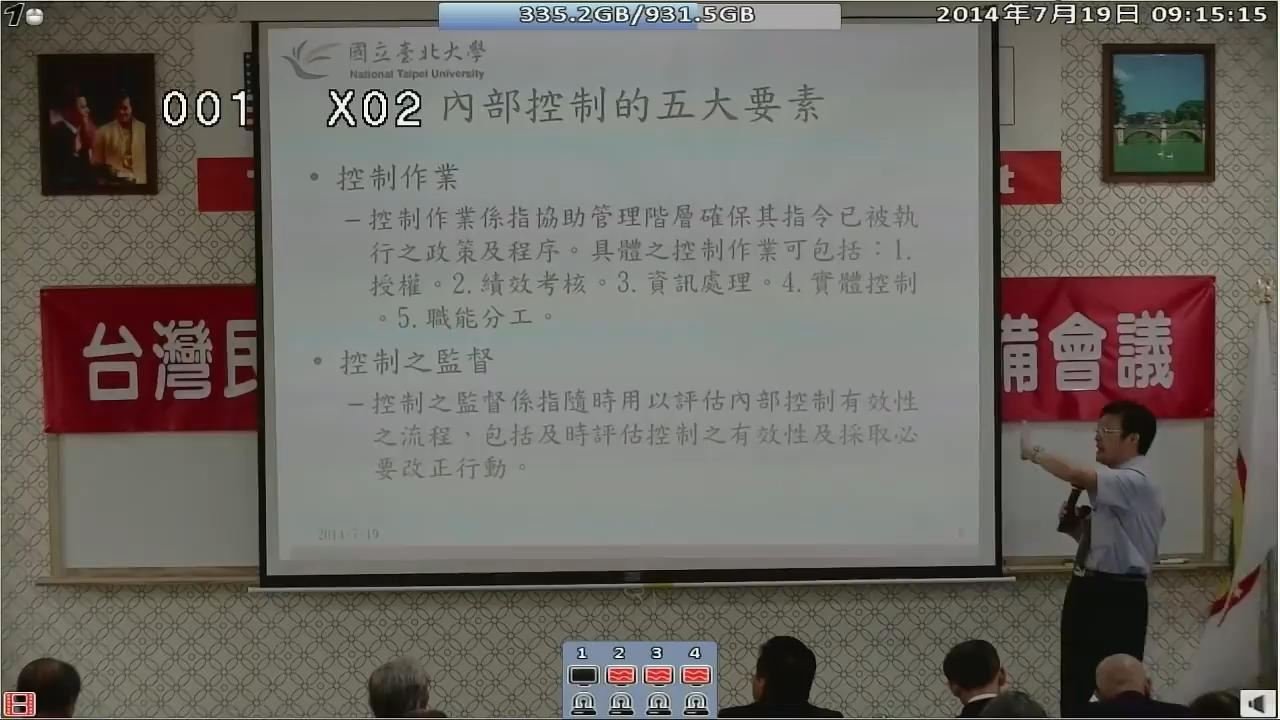 1
335.2GB/931.5GB
2014年7月19日 09:15:15
國立臺北大學
National Taipei University
001
X02
內部控制的五大要素
• 控制作業
–控制作業係指協助管理階層確保其指令已被執
行之政策及程序。具體之控制作業可包括：1.
授權。2.績效考核。3.資訊處理。4.實體控制
。5.職能分工。
• 控制之監督
–控制之監督係指隨時用以評估內部控制有效性
之流程、包括及時評估控制之有效性及採取必
要改正行動。
2014-7-19
t
台灣民
備會議
1 2 3 4